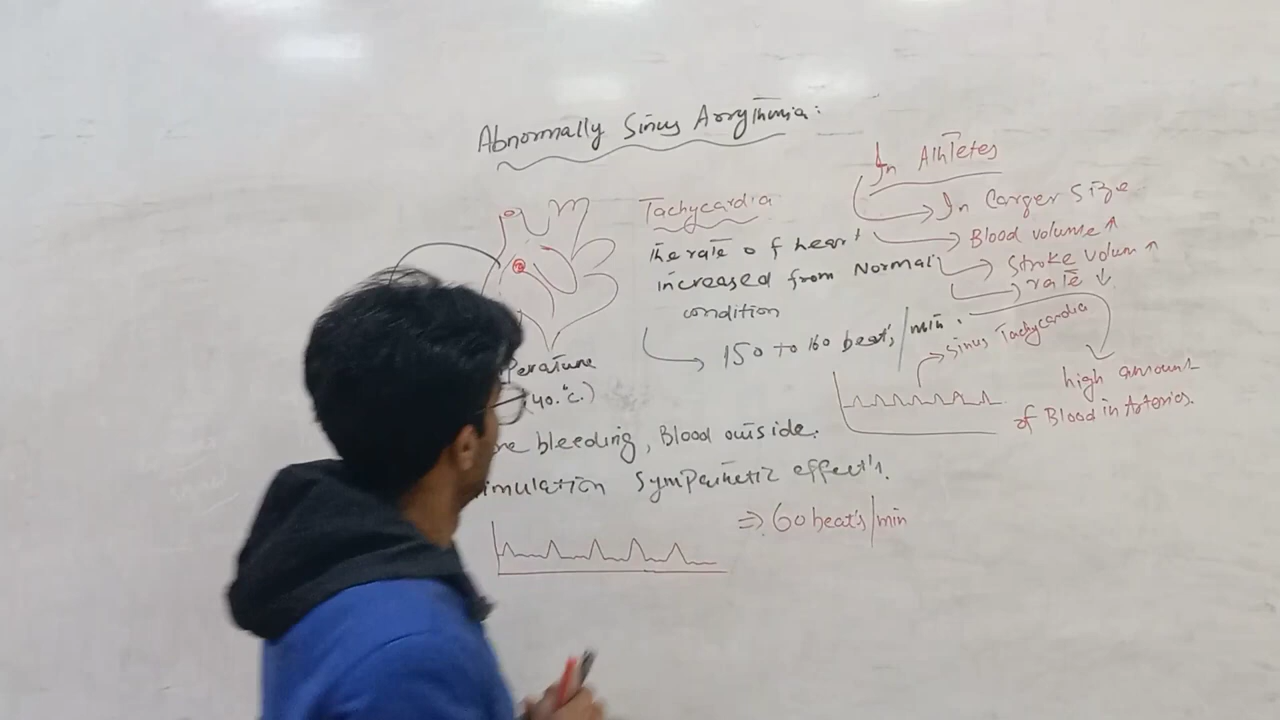 Abnormally Sinus Arrythmia:
Tachycardia
The rate of heart
increased from Normal
condition
150 to 160 beat's/min.
perature
(40.°C.)
re bleeding, Blood outside.
imulation Sympathetic effect's.
⇒ 60 beat's/min
In Athletes
In Larger Size
Blood volume ↑
Stroke volum ↑
rate ↓
Sinus Tachycardia
high amount
of Blood in Arteries.